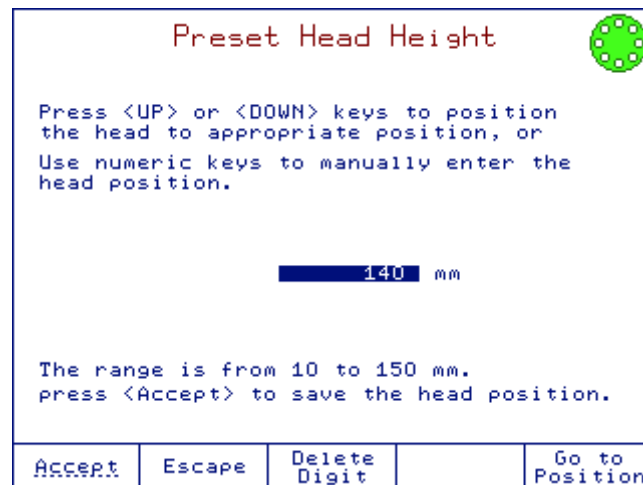 Preset Head Height
Press <UP> or <DOWN> keys to position
the head to appropriate position, or
Use numeric keys to manually enter the
head position.
140 mm
The range is from 10 to 150 mm.
press <Accept> to save the head position.
Accept
Escape
Delete
Digit
Go to
Position